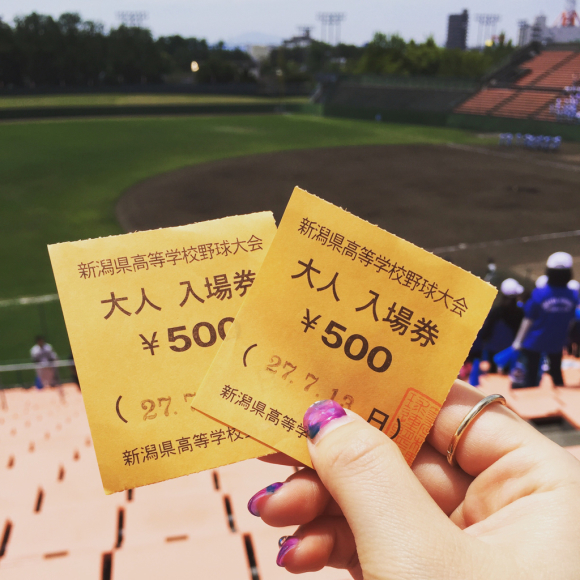 新潟県高等学校野球大会
大人 入場券
￥500
( 27.7
新潟県高等学校
新潟県高等学校野球大会
大人 入場券
￥500
( 27.7.13 日)
新潟県高等